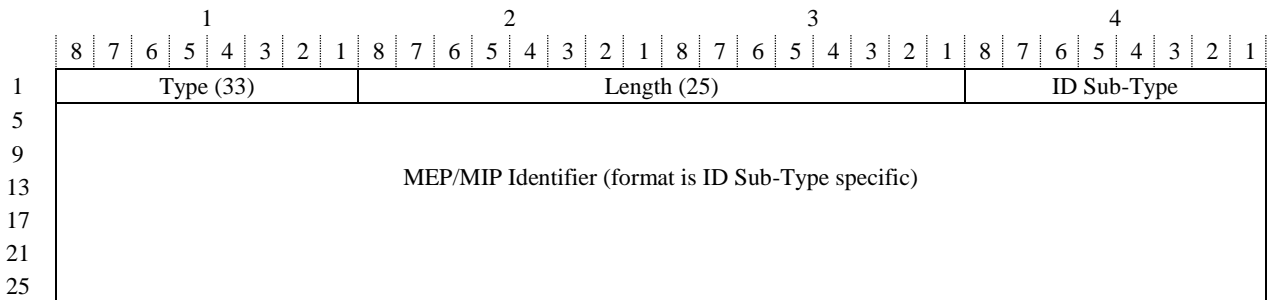 1 2 3 4
8 7 6 5 4 3 2 1 8 7 6 5 4 3 2 1 8 7 6 5 4 3 2 1 8 7 6 5 4 3 2 1
1 Type (33) Length (25) ID Sub-Type
5
9
13 MEP/MIP Identifier (format is ID Sub-Type specific)
17
21
25